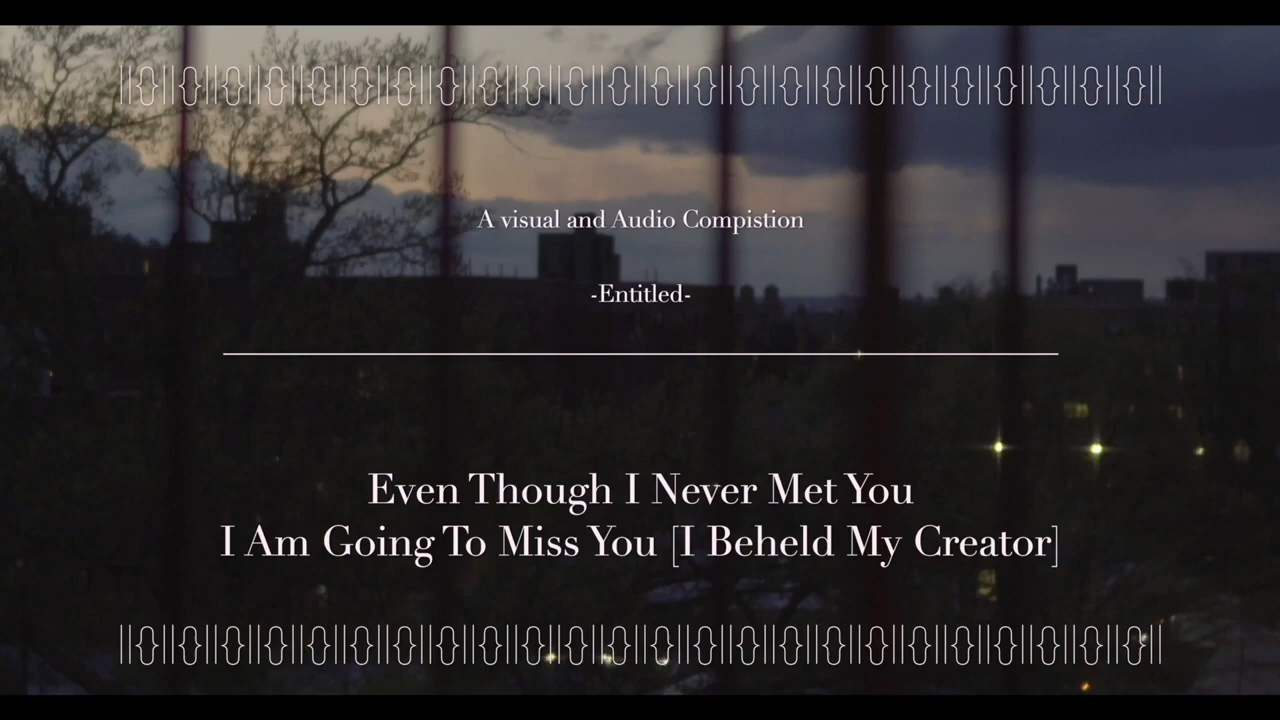 A visual and Audio Compistion
-Entitled-
Even Though I Never Met You
I Am Going To Miss You [I Beheld My Creator]